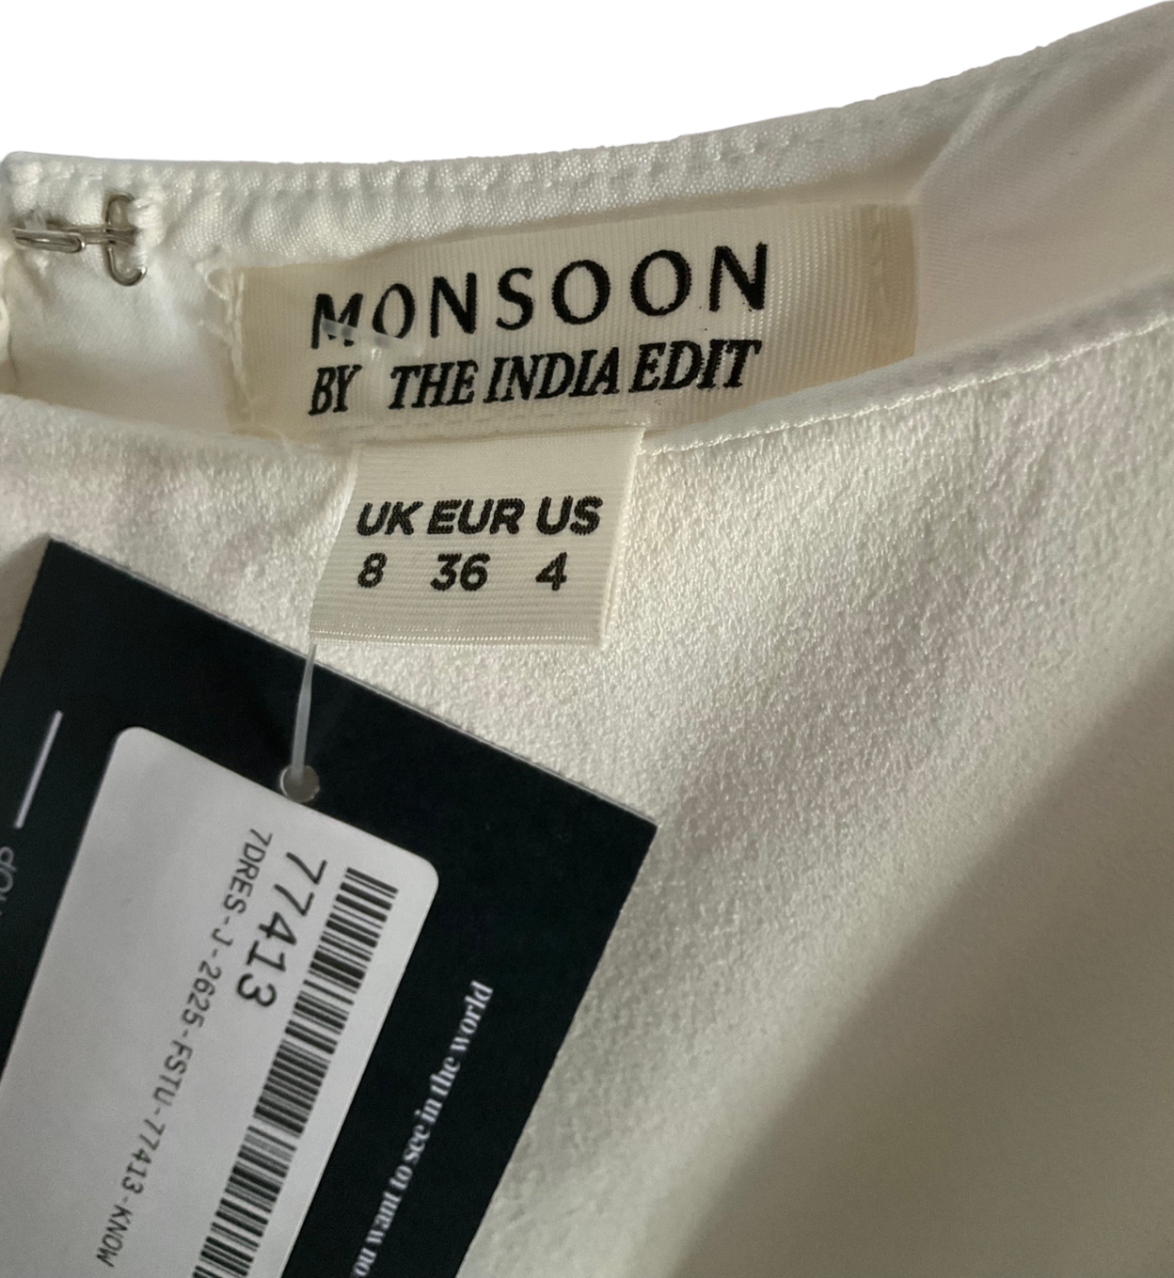 MONSOON
BY THE INDIA EDIT
UK EUR US
8 36 4
77413
7DRES-J-2625-FSTU-77413-KNOW
you want to see in the world